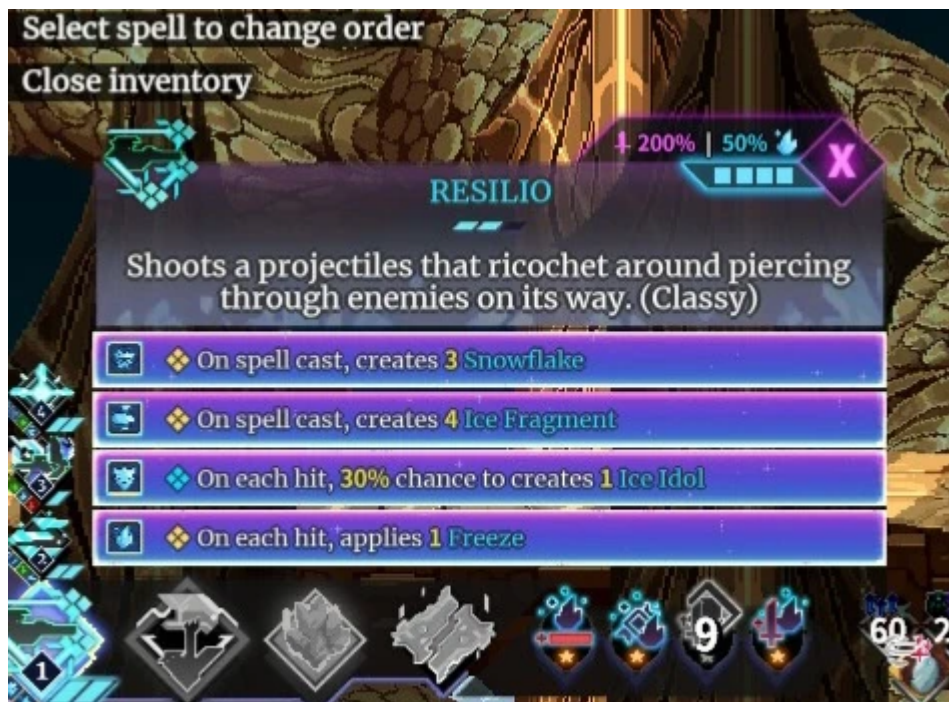 Select spell to change order
Close inventory
200% | 50%
X
RESILIO
Shoots a projectiles that ricochet around piercing
through enemies on its way. (Classy)
On spell cast, creates 3 Snowflake
On spell cast, creates 4 Ice Fragment
On each hit, 30% chance to creates 1 Ice Idol
On each hit, applies 1 Freeze
4
3
2
1
9
60
2